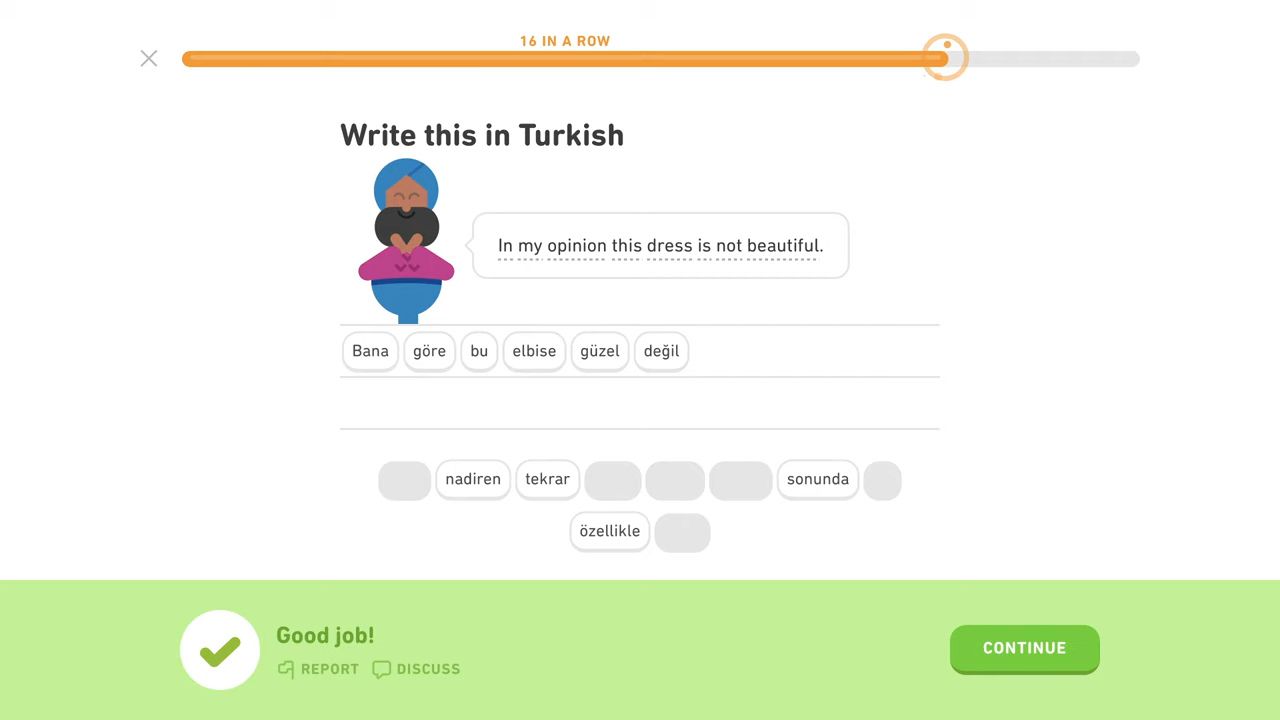 16 IN A ROW
Write this in Turkish
In my opinion this dress is not beautiful.
Bana göre bu elbise güzel değil
nadiren tekrar sonunda
özellikle
Good job!
REPORT DISCUSS
CONTINUE